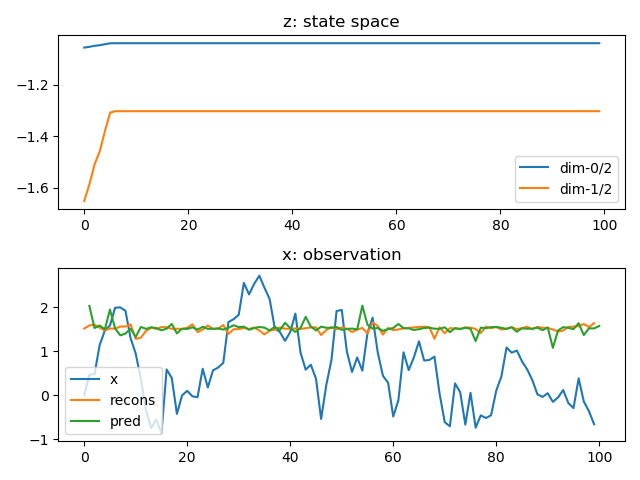 z: state space
−1.2
−1.4
−1.6
dim-0/2
dim-1/2
0
20
40
60
80
100
x: observation
2
1
0
−1
x
recons
pred
0
20
40
60
80
100